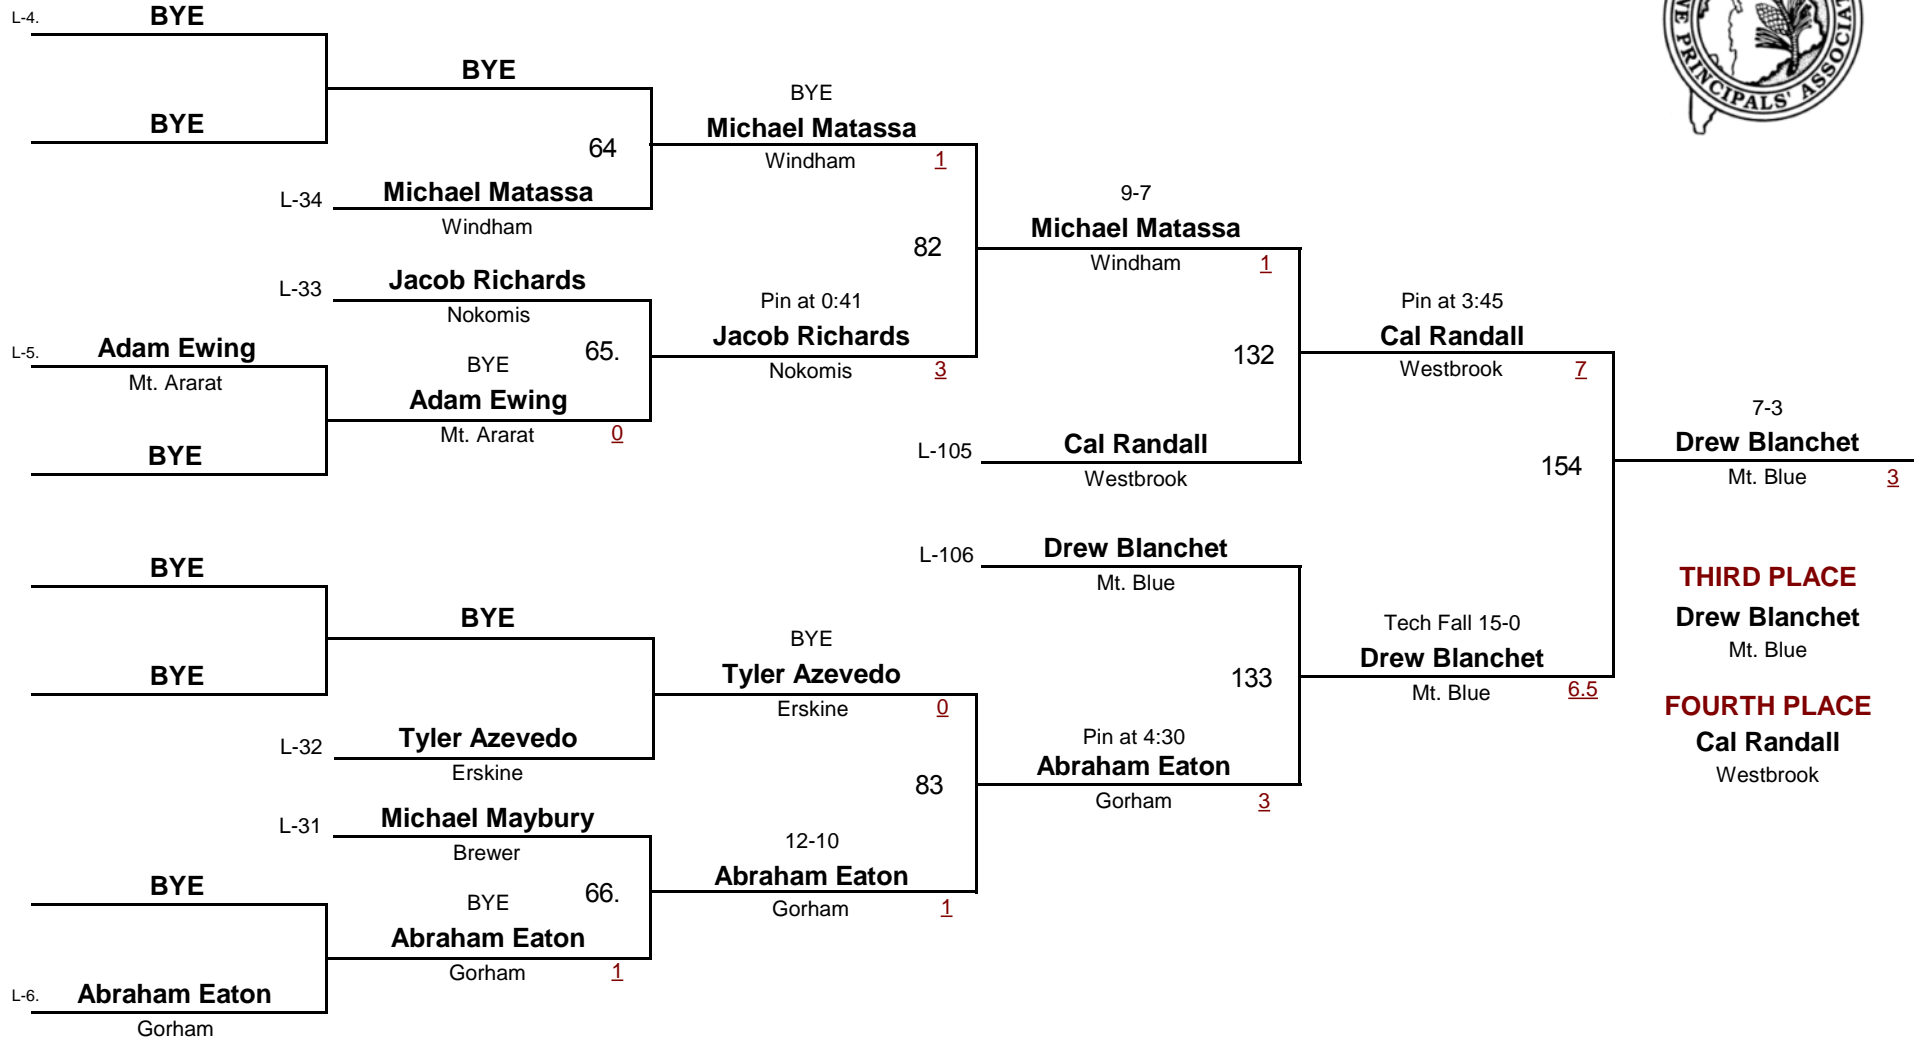 L-4.
BYE
BYE
BYE
64
L-34
Michael Matassa
Windham
BYE
Michael Matassa
Windham
1
L-33
Jacob Richards
Nokomis
65.
L-5.
Adam Ewing
Mt. Ararat
BYE
BYE
Adam Ewing
Mt. Ararat
0
Pin at 0:41
Jacob Richards
Nokomis
3
82
9-7
Michael Matassa
Windham
1
132
L-105
Cal Randall
Westbrook
Pin at 3:45
Cal Randall
Westbrook
7
154
7-3
Drew Blanchet
Mt. Blue
3
BYE
BYE
BYE
L-32
Tyler Azevedo
Erskine
BYE
Tyler Azevedo
Erskine
0
L-31
Michael Maybury
Brewer
66.
BYE
L-6.
Abraham Eaton
Gorham
BYE
Abraham Eaton
Gorham
1
12-10
Abraham Eaton
Gorham
1
83
L-106
Drew Blanchet
Mt. Blue
133
Pin at 4:30
Abraham Eaton
Gorham
3
Tech Fall 15-0
Drew Blanchet
Mt. Blue
6.5
THIRD PLACE
Drew Blanchet
Mt. Blue
FOURTH PLACE
Cal Randall
Westbrook
PRINCIPALS'